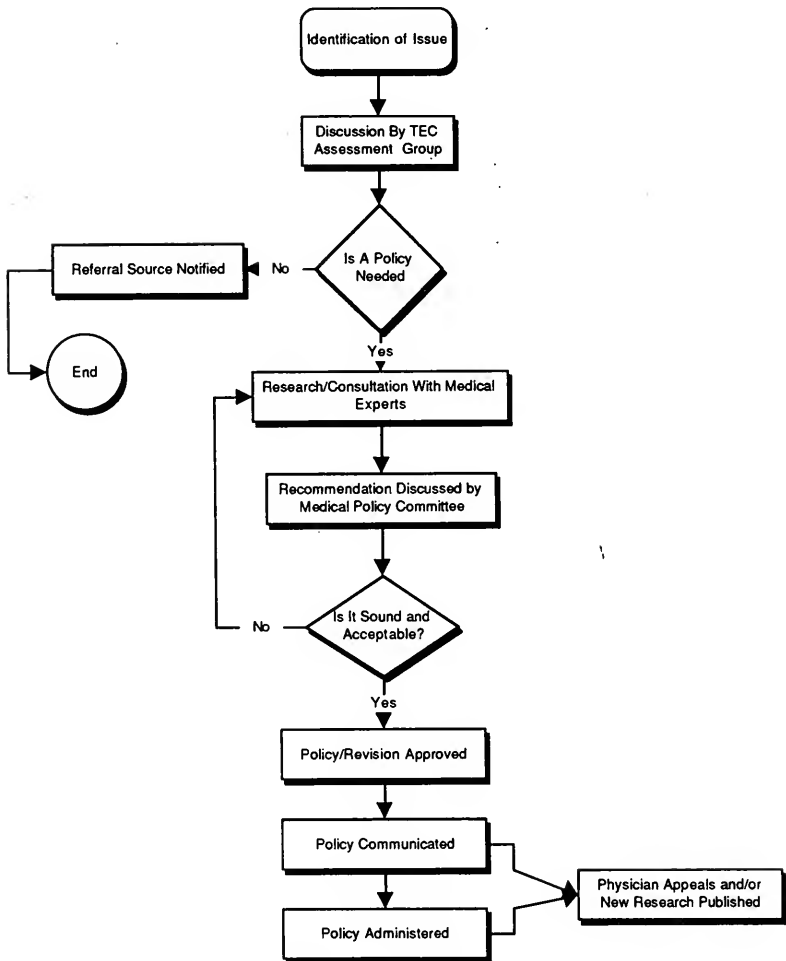 Identification of Issue
Discussion By TEC
Assessment Group
Is A Policy
Needed
No
Referral Source Notified
End
Yes
Research/Consultation With Medical
Experts
Recommendation Discussed by
Medical Policy Committee
Is It Sound and
Acceptable?
No
Yes
Policy/Revision Approved
Policy Communicated
Physician Appeals and/or
New Research Published
Policy Administered